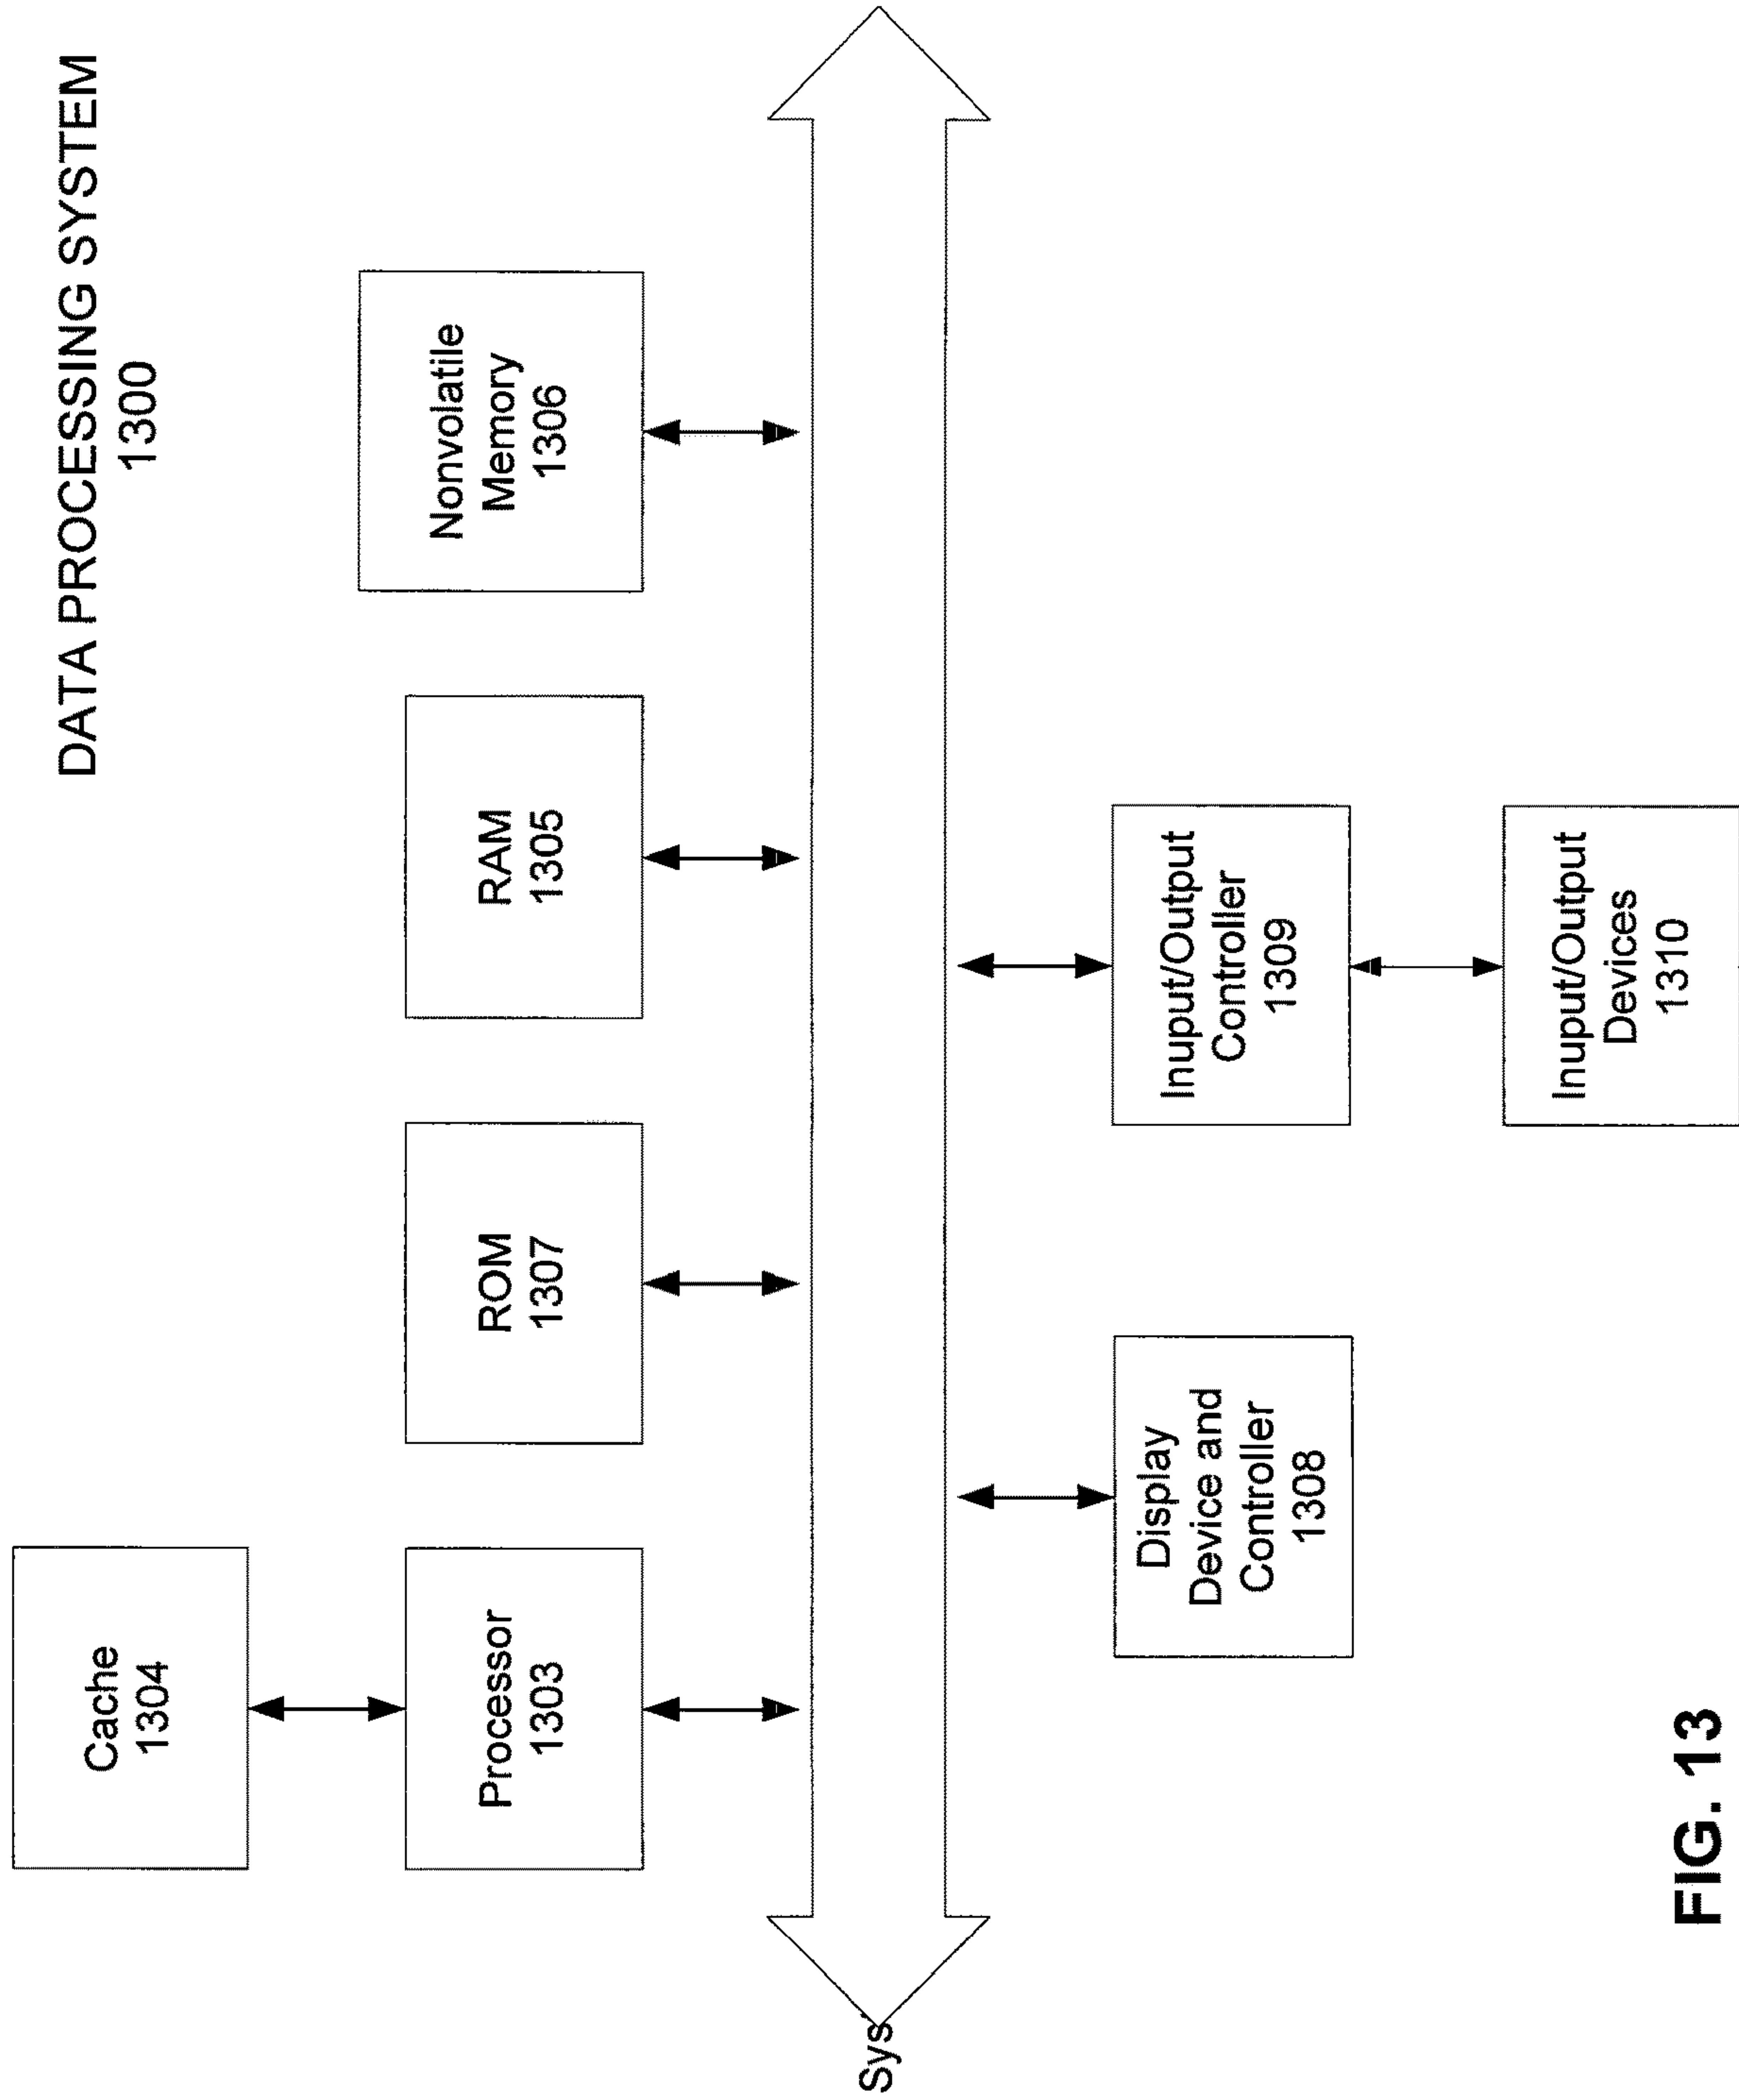 DATA PROCESSING SYSTEM
1300
Cache
1304
Processor
1303
ROM
1307
RAM
1305
Nonvolatile
Memory
1306
Sys
Display
Device and
Controller
1308
Inuput/Output
Controller
1309
Inuput/Output
Devices
1310
FIG. 13